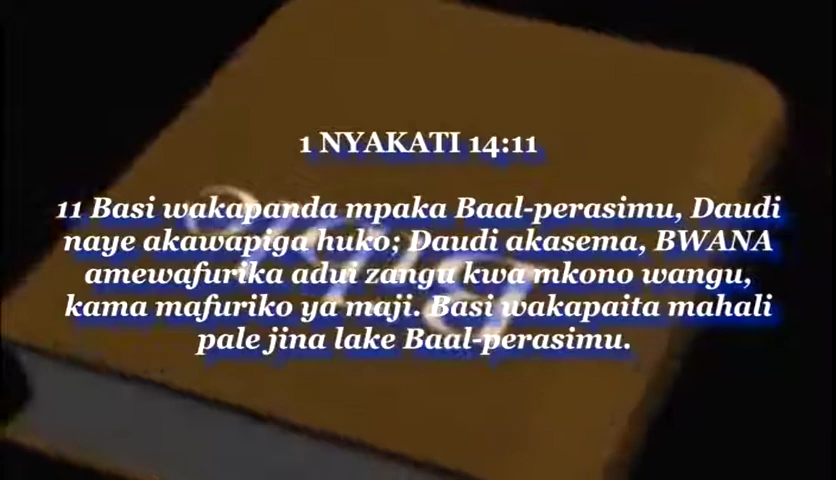 1 NYAKATI 14:11
11 Basi wakapanda mpaka Baal-perasimu, Daudi
naye akawapiga huko; Daudi akasema, BWANA
amewafurika adui zangu kwa mkono wangu,
kama mafuriko ya maji. Basi wakapaita mahali
pale jina lake Baal-perasimu.